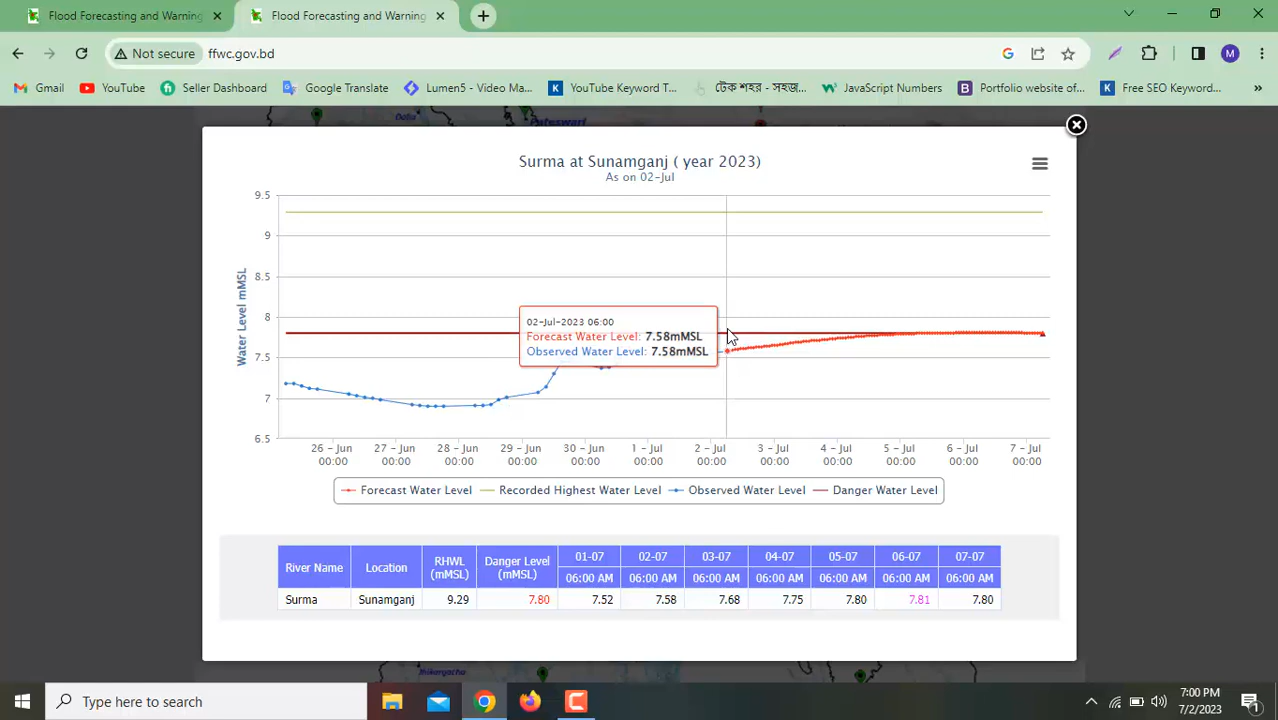 Flood Forecasting and Warning
Flood Forecasting and Warning
Not secure
ffwc.gov.bd
M
Gmail
YouTube
Seller Dashboard
Google Translate
Lumen5 - Video Ma...
YouTube Keyword T...
টেক শহর - সহজ...
JavaScript Numbers
Portfolio website of...
Free SEO Keyword...
»
Dalia
Pateswari
Surma at Sunamganj ( year 2023)
As on 02-Jul
Water Level mMSL
9.5
9
8.5
8
7.5
7
6.5
02-Jul-2023 06:00
Forecast Water Level: 7.58mMSL
Observed Water Level: 7.58mMSL
26 - Jun 27 - Jun 28 - Jun 29 - Jun 30 - Jun 1 - Jul 2 - Jul 3 - Jul 4 - Jul 5 - Jul 6 - Jul 7 - Jul
00:00 00:00 00:00 00:00 00:00 00:00 00:00 00:00 00:00 00:00 00:00 00:00
Forecast Water Level Recorded Highest Water Level Observed Water Level Danger Water Level
River Name Location RHWL (mMSL) Danger Level (mMSL) 01-07 02-07 03-07 04-07 05-07 06-07 07-07
06:00 AM 06:00 AM 06:00 AM 06:00 AM 06:00 AM 06:00 AM 06:00 AM
Surma Sunamganj 9.29 7.80 7.52 7.58 7.68 7.75 7.80 7.81 7.80
Jhikargacha
Type here to search
7:00 PM
7/2/2023
1